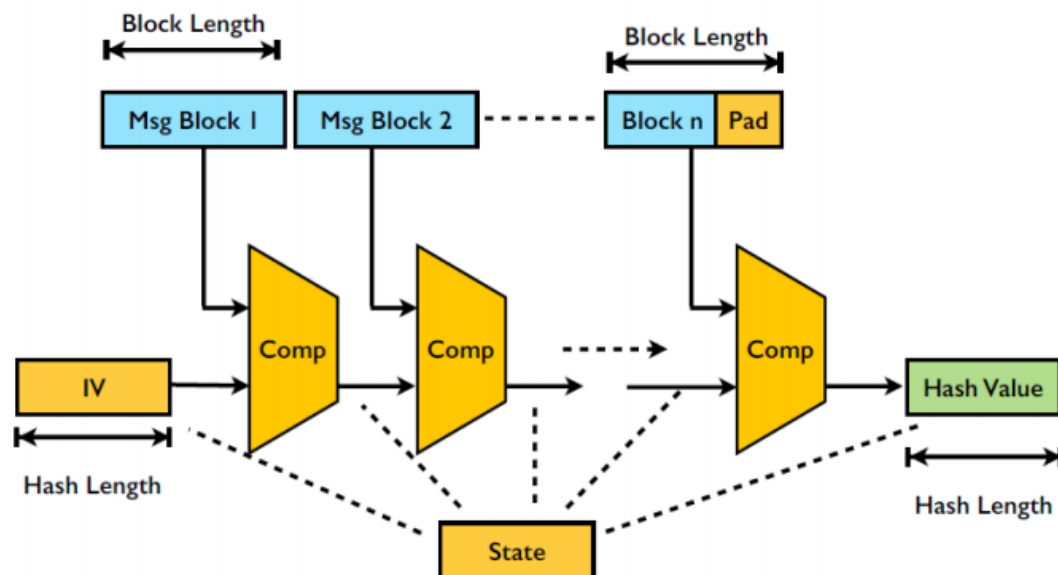 Block Length
Block Length
Msg Block 1
Msg Block 2
Block n
Pad
Comp
Comp
Comp
IV
Hash Value
Hash Length
Hash Length
State